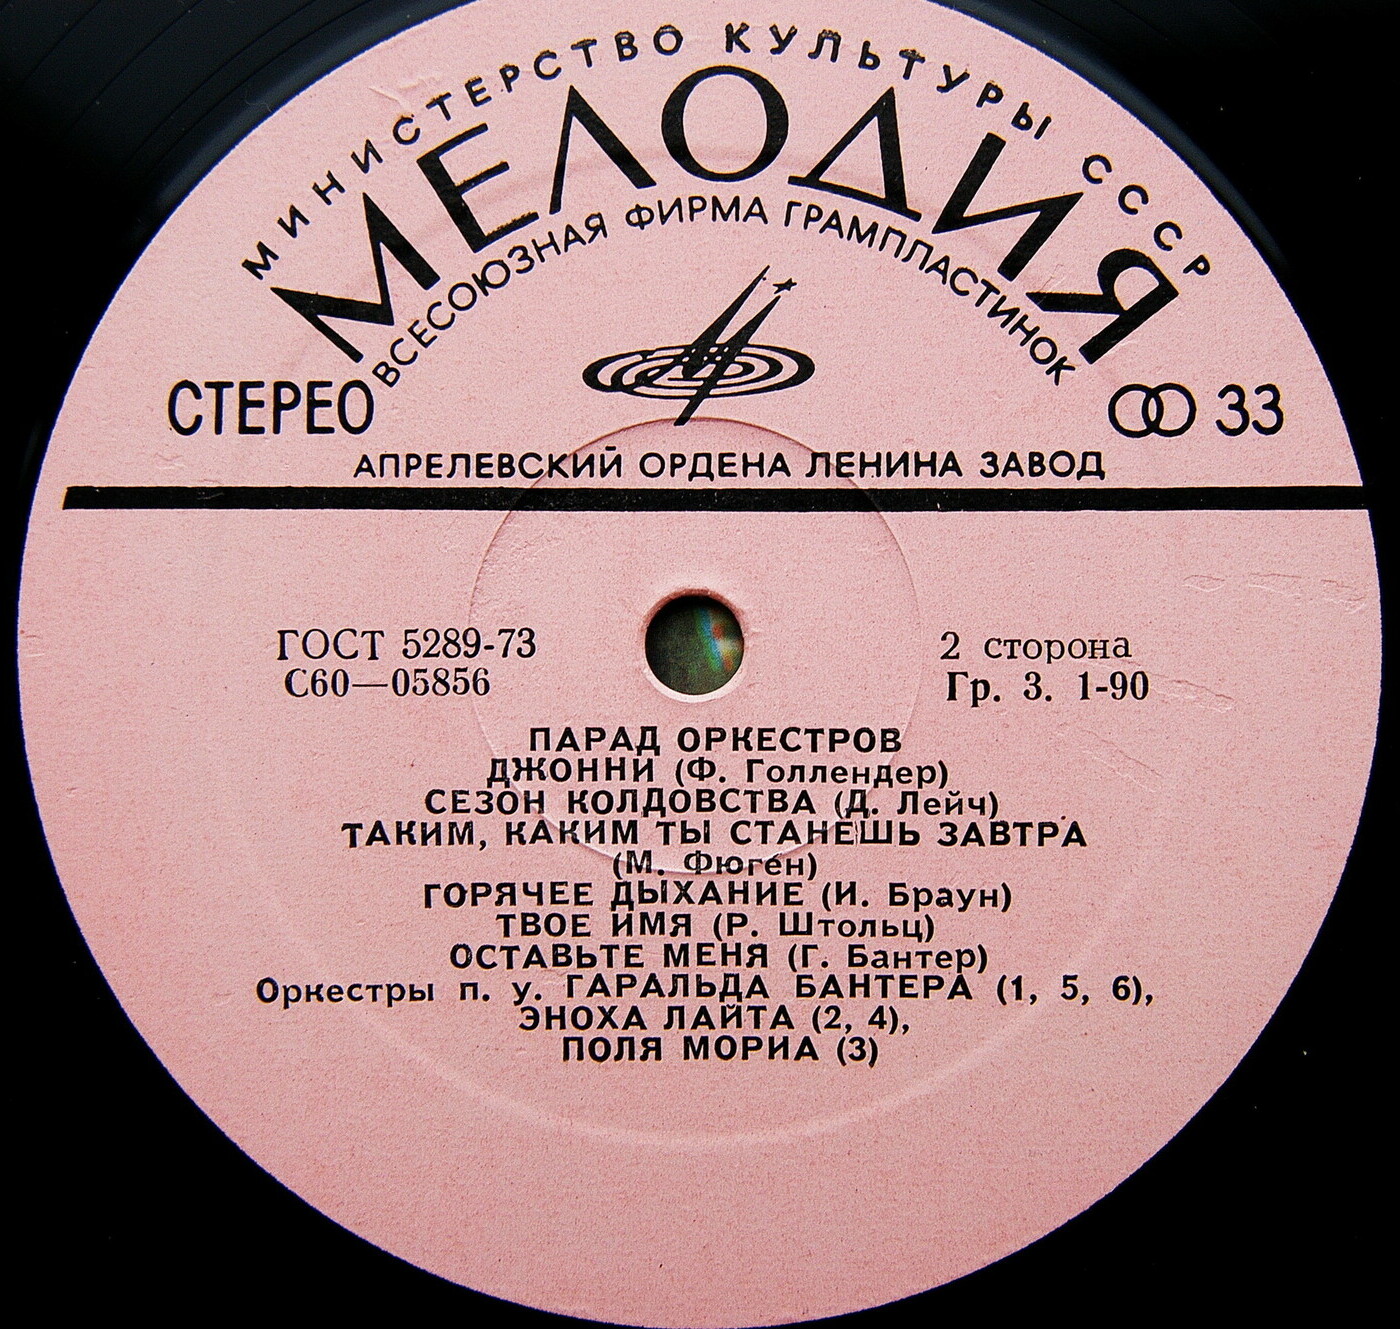 МИНИСТЕРСТВО КУЛЬТУРЫ СССР
МЕЛОДИЯ
ВСЕСОЮЗНАЯ ФИРМА ГРАМПЛАСТИНОК
СТЕРЕО
33
АПРЕЛЕВСКИЙ ОРДЕНА ЛЕНИНА ЗАВОД
ГОСТ 5289-73
С60—05856
2 сторона
Гр. 3. 1-90
ПАРАД ОРКЕСТРОВ
ДЖОННИ (Ф. Голлендер)
СЕЗОН КОЛДОВСТВА (Д. Лейч)
ТАКИМ, КАКИМ ТЫ СТАНЕШЬ ЗАВТРА
(М. Фюген)
ГОРЯЧЕЕ ДЫХАНИЕ (И. Браун)
ТВОЕ ИМЯ (Р. Штольц)
ОСТАВЬТЕ МЕНЯ (Г. Бантер)
Оркестры п. у. ГАРАЛЬДА БАНТЕРА (1, 5, 6),
ЭНОХА ЛАЙТА (2, 4),
ПОЛЯ МОРИА (3)